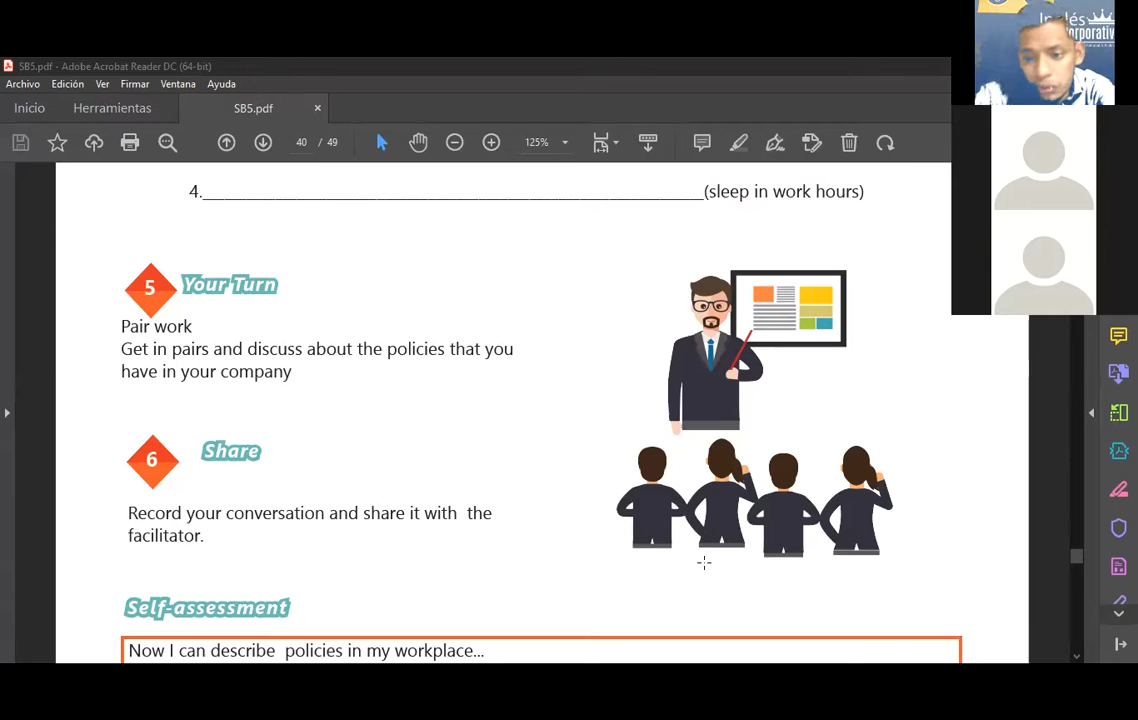 Inglés
Corporativo
SB5.pdf - Adobe Acrobat Reader DC (64-bit)
Archivo Edición Ver Firmar Ventana Ayuda
Inicio Herramientas SB5.pdf ×
40 / 49 125%
4.______________________________________________(sleep in work hours)
5 Your Turn
Pair work
Get in pairs and discuss about the policies that you
have in your company
6 Share
Record your conversation and share it with the
facilitator.
Self-assessment
Now I can describe policies in my workplace...